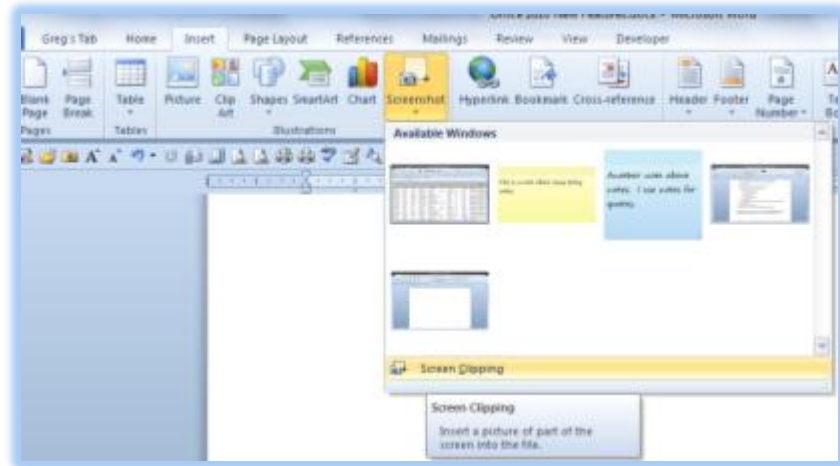 Office 2010 New Features.docx - Microsoft Word
Greg's Tab Home Insert Page Layout References Mailings Review View Developer
Blank Page Table Picture Clip Shapes SmartArt Chart Screenshot Hyperlink Bookmark Cross-reference Header Footer Page
Page Break Art Number
Pages Tables Illustrations
Available Windows
Another note about
notes. I use notes for
quotes.
Screen Clipping
Screen Clipping
Insert a picture of part of the
screen into the file.